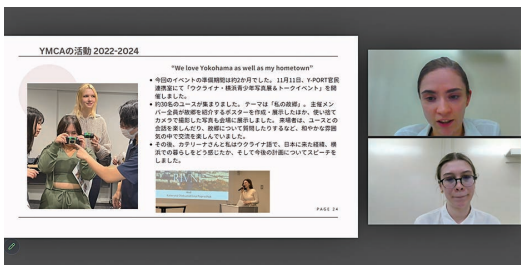 YMCAの活動 2022-2024
"We love Yokohama as well as my hometown"
• 今回のイベントの準備期間は約2か月でした。 11月11日、Y-PORT官民
連携室にて「ウクライナ・横浜青少年写真展＆トークイベント」を開
催しました。
• 約30名のユースが集まりました。 テーマは「私の故郷」。 主催メン
バー全員が故郷を紹介するポスターを作成・展示したほか、使い捨て
カメラで撮影した写真も会場に展示しました。 来場者は、ユースとの
会話を楽しんだり、故郷について質問したりするなど、和やかな雰囲
気の中で交流を楽しんでいました。
• その後、カテリーナさんと私はウクライナ語で、日本に来た経緯、横
浜での暮らしをどう感じたか、そして今後の計画についてスピーチを
しました。
PAGE 24